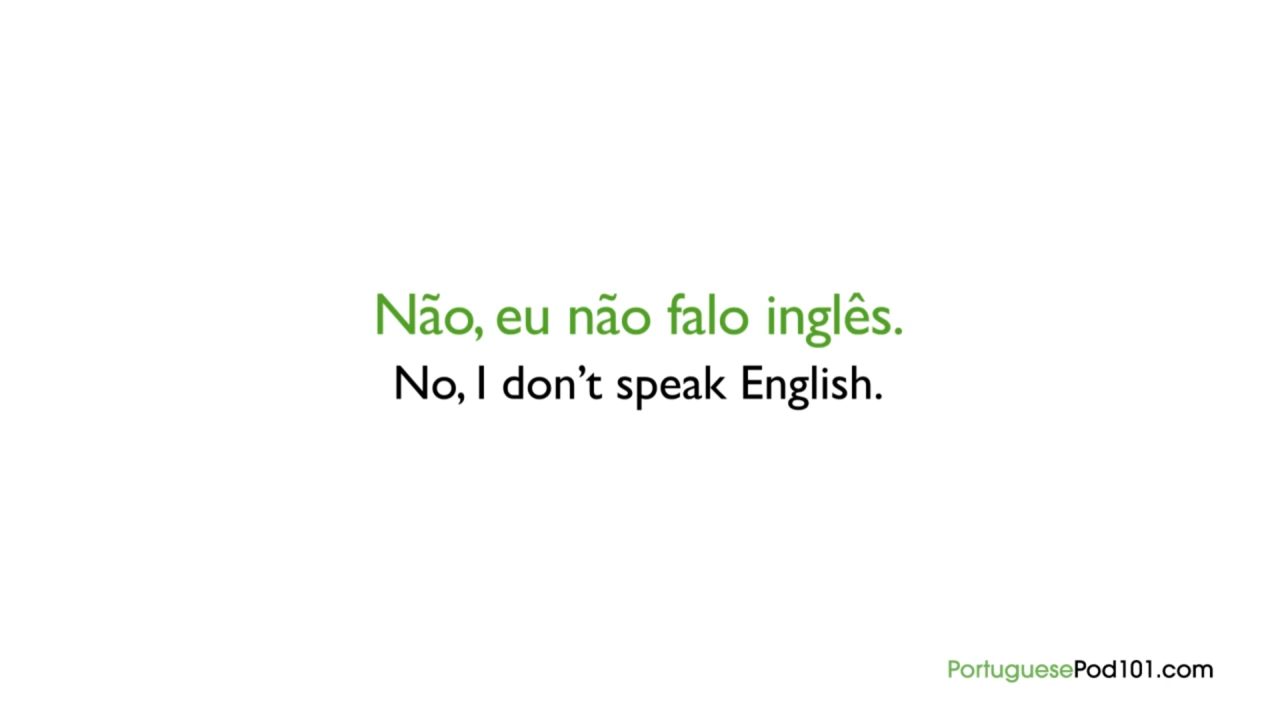 Não, eu não falo inglês.
No, I don’t speak English.
PortuguesePod101.com